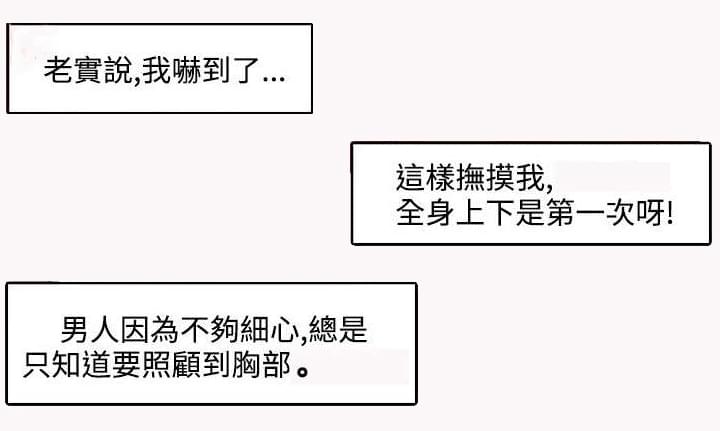 老實說,我嚇到了...
這樣撫摸我,
全身上下是第一次呀!
男人因為不夠細心,總是
只知道要照顧到胸部。